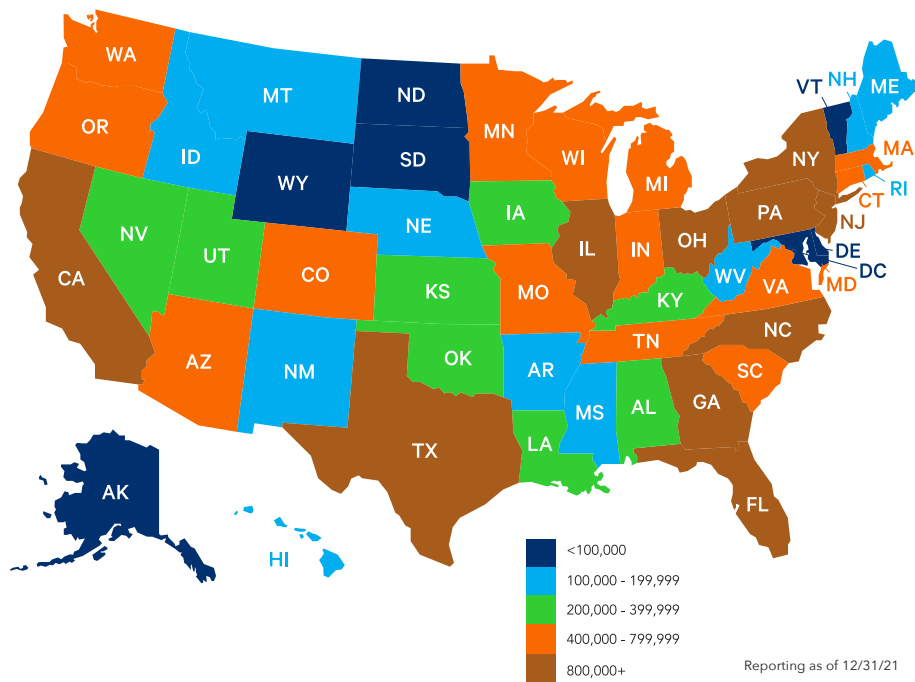 WA
MT
ND
MN
VT
NH
ME
OR
ID
SD
WI
MI
NY
MA
WY
CT
RI
NE
IA
PA
NJ
NV
UT
CO
IL
IN
OH
DE
DC
CA
KS
MO
KY
WV
VA
MD
AZ
NM
OK
AR
TN
NC
SC
MS
AL
GA
TX
LA
FL
AK
HI
<100,000
100,000 - 199,999
200,000 - 399,999
400,000 - 799,999
800,000+
Reporting as of 12/31/21